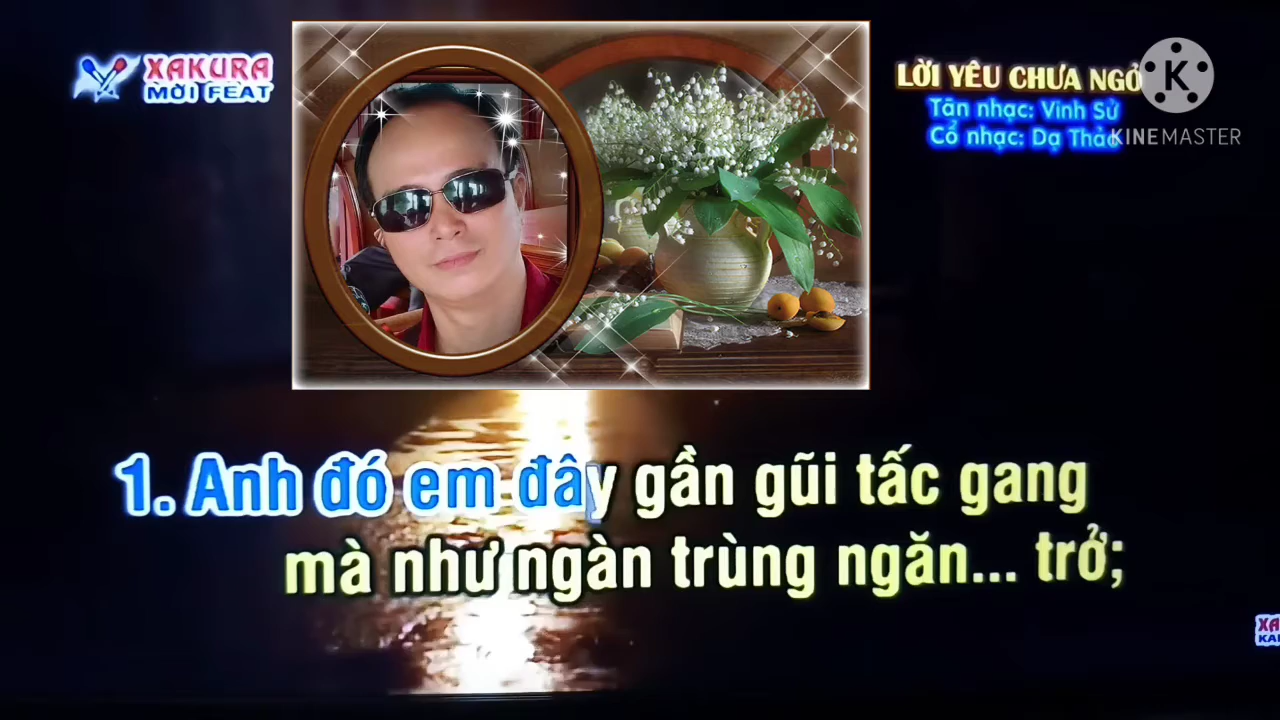 XAKURA
MỜI FEAT
LỜI YÊU CHƯA NGỎ
Tân nhạc: Vinh Sử
Cổ nhạc: Dạ Thảo
KINEMASTER
1. Anh đó em đây gần gũi tấc gang
mà như ngàn trùng ngăn... trở;